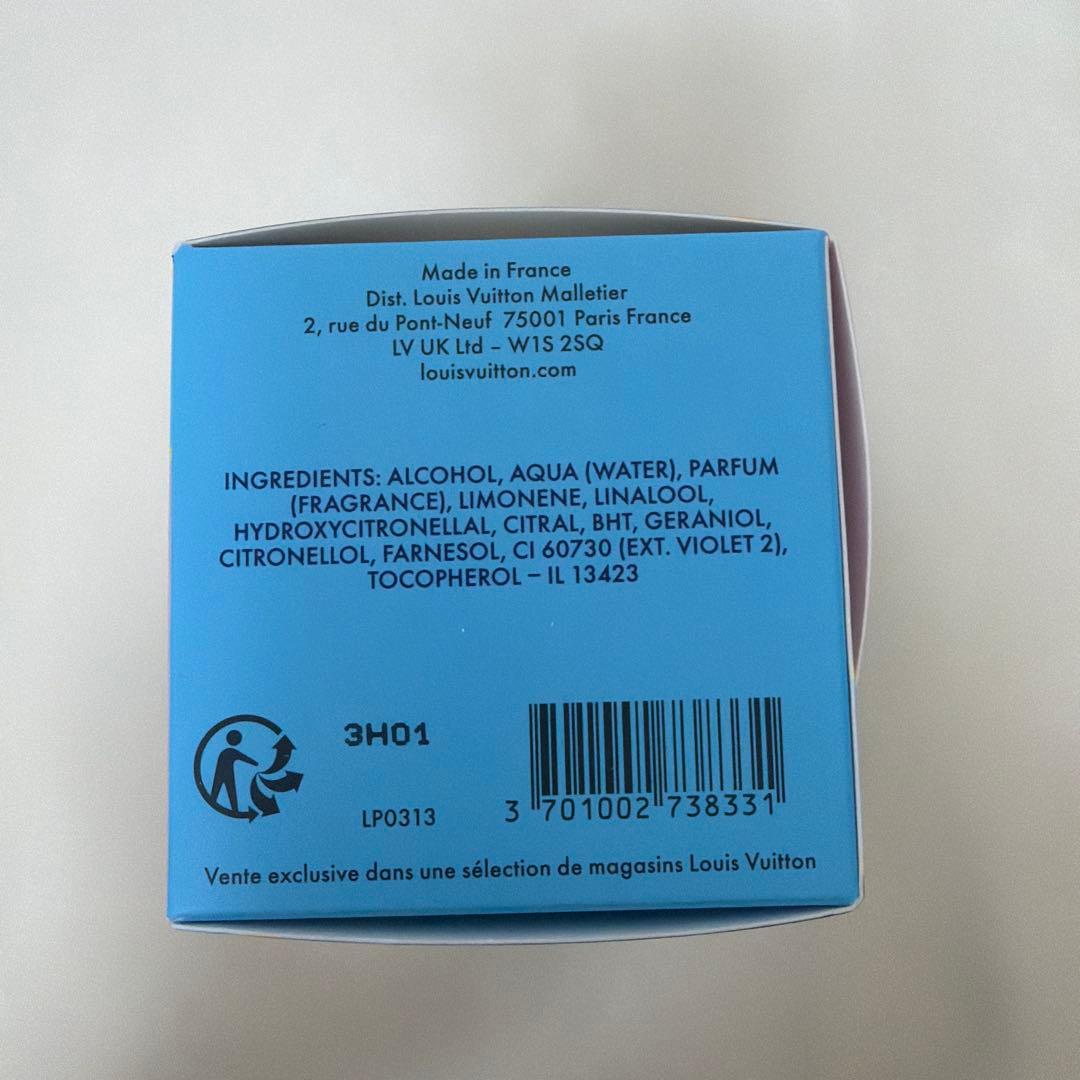 Made in France
Dist. Louis Vuitton Malletier
2, rue du Pont-Neuf 75001 Paris France
LV UK Ltd – W1S 2SQ
louisvuitton.com
INGREDIENTS: ALCOHOL, AQUA (WATER), PARFUM
(FRAGRANCE), LIMONENE, LINALOOL,
HYDROXYCITRONELLAL, CITRAL, BHT, GERANIOL,
CITRONELLOL, FARNESOL, CI 60730 (EXT. VIOLET 2),
TOCOPHEROL – IL 13423
3H01
LP0313
3 701002 738331
Vente exclusive dans une sélection de magasins Louis Vuitton